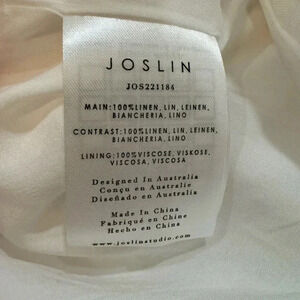 JOSLIN
JOS221184
MAIN:100%LINEN, LIN, LEINEN,
BIANCHERIA, LINO
CONTRAST:100%LINEN, LIN, LEINEN,
BIANCHERIA, LINO
LINING:100%VISCOSE, VISKOSE,
VISCOSA, VISCOSA
Designed In Australia
Conçu en Australie
Diseñado en Australia
Made In China
Fabriqué en Chine
Hecho en China
www.joslinstudio.com